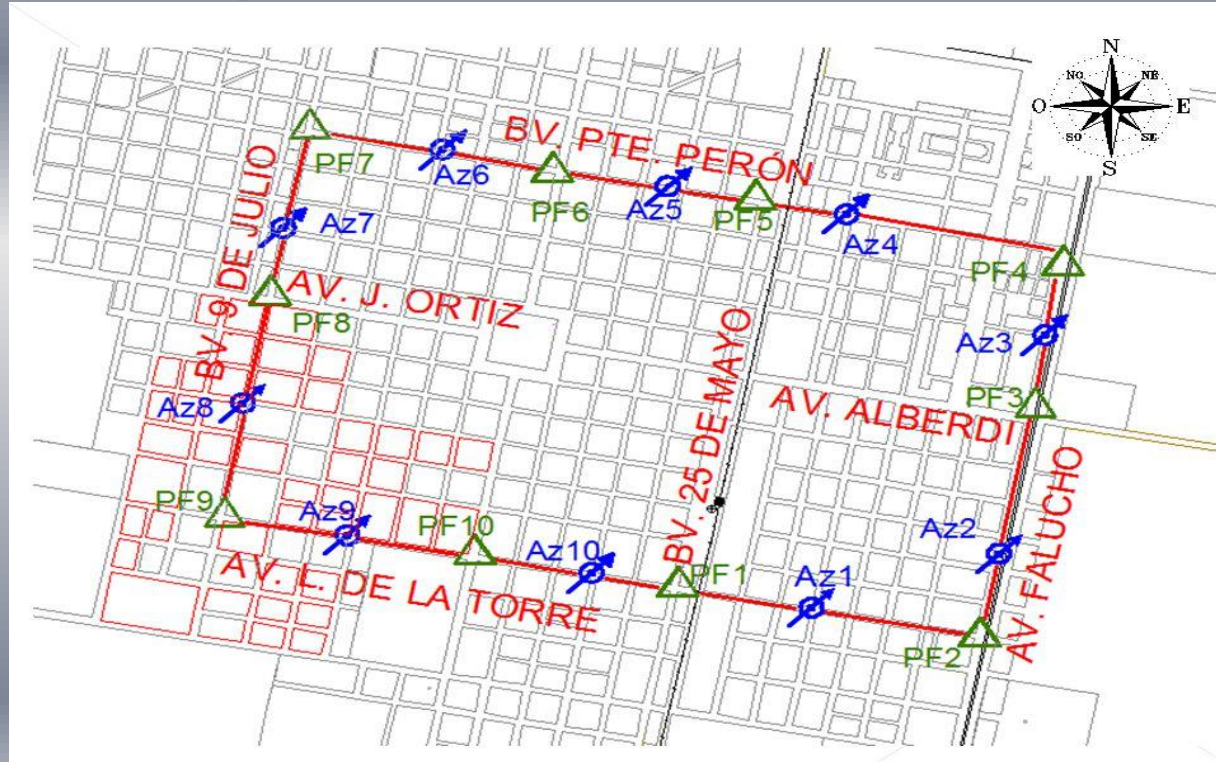 N
NO
NE
O
E
SO
SE
S
BV. PTE. PERÓN
PF7
Az6
PF6
Az5
PF5
Az4
PF4
BV. 9 DE JULIO
Az7
AV. J. ORTIZ
PF8
Az3
BV. 25 DE MAYO
PF3
AV. ALBERDI
Az8
PF9
Az9
PF10
Az10
PF1
Az1
Az2
AV. FALUCHO
AV. L. DE LA TORRE
PF2